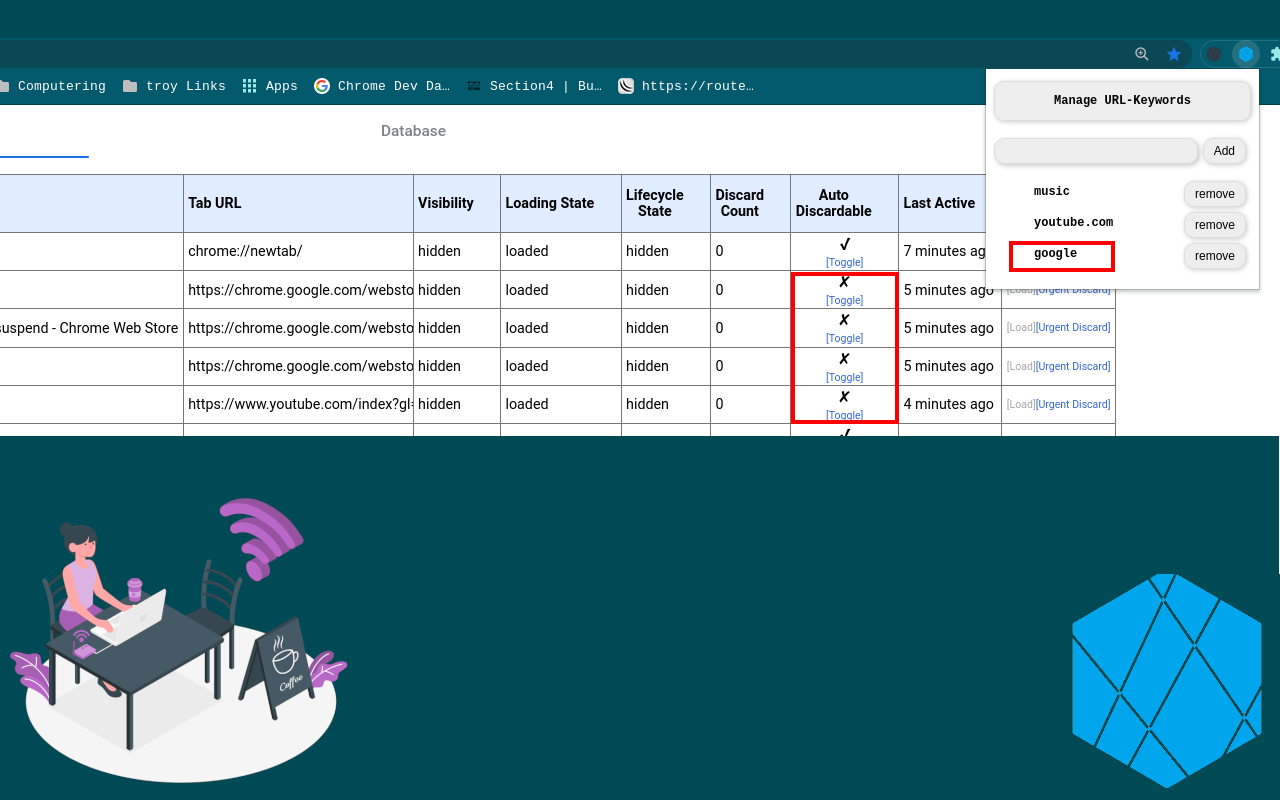 Computering troy Links Apps Chrome Dev Da… Section4 | Bu… https://route…
Manage URL-Keywords
Add
music remove
youtube.com remove
google remove
Database
Tab URL Visibility Loading State Lifecycle State Discard Count Auto Discardable Last Active
chrome://newtab/ hidden loaded hidden 0 ✔ [Toggle] 7 minutes ag
https://chrome.google.com/websto hidden loaded hidden 0 ✗ [Toggle] 5 minutes ago [Load][Urgent Discard]
suspend - Chrome Web Store https://chrome.google.com/websto hidden loaded hidden 0 ✗ [Toggle] 5 minutes ago [Load][Urgent Discard]
https://chrome.google.com/websto hidden loaded hidden 0 ✗ [Toggle] 5 minutes ago [Load][Urgent Discard]
https://www.youtube.com/index?gl= hidden loaded hidden 0 ✗ [Toggle] 4 minutes ago [Load][Urgent Discard]
Coffee